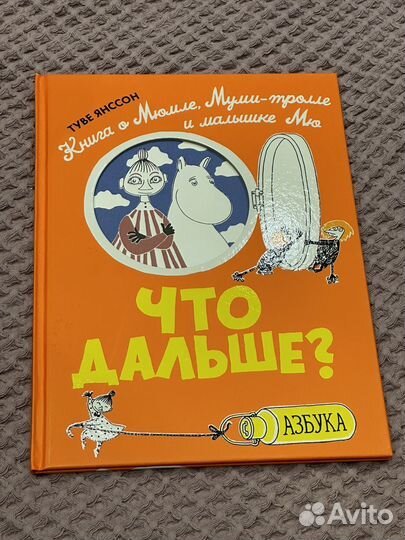 ТУВЕ ЯНССОН
Книга о Мюмле, Муми-тролле
и малышке Мю
ЧТО
ДАЛЬШЕ?
АЗБУКА
Avito